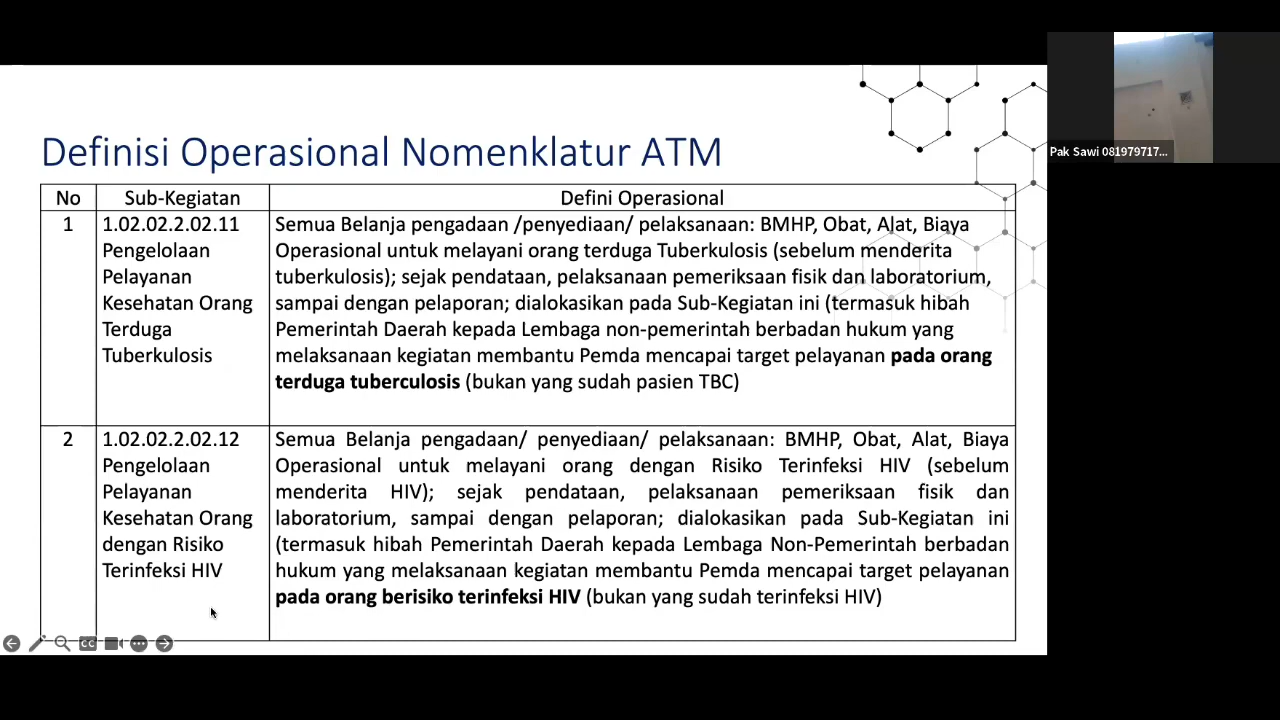 Definisi Operasional Nomenklatur ATM
No
Sub-Kegiatan
Defini Operasional
1
1.02.02.2.02.11
Pengelolaan
Pelayanan
Kesehatan Orang
Terduga
Tuberkulosis
Semua Belanja pengadaan /penyediaan/ pelaksanaan: BMHP, Obat, Alat, Biaya
Operasional untuk melayani orang terduga Tuberkulosis (sebelum menderita
tuberkulosis); sejak pendataan, pelaksanaan pemeriksaan fisik dan laboratorium,
sampai dengan pelaporan; dialokasikan pada Sub-Kegiatan ini (termasuk hibah
Pemerintah Daerah kepada Lembaga non-pemerintah berbadan hukum yang
melaksanaan kegiatan membantu Pemda mencapai target pelayanan pada orang
terduga tuberculosis (bukan yang sudah pasien TBC)
2
1.02.02.2.02.12
Pengelolaan
Pelayanan
Kesehatan Orang
dengan Risiko
Terinfeksi HIV
Semua Belanja pengadaan/ penyediaan/ pelaksanaan: BMHP, Obat, Alat, Biaya
Operasional untuk melayani orang dengan Risiko Terinfeksi HIV (sebelum
menderita HIV); sejak pendataan, pelaksanaan pemeriksaan fisik dan
laboratorium, sampai dengan pelaporan; dialokasikan pada Sub-Kegiatan ini
(termasuk hibah Pemerintah Daerah kepada Lembaga Non-Pemerintah berbadan
hukum yang melaksanaan kegiatan membantu Pemda mencapai target pelayanan
pada orang berisiko terinfeksi HIV (bukan yang sudah terinfeksi HIV)
CC
Pak Sawi 081979717...